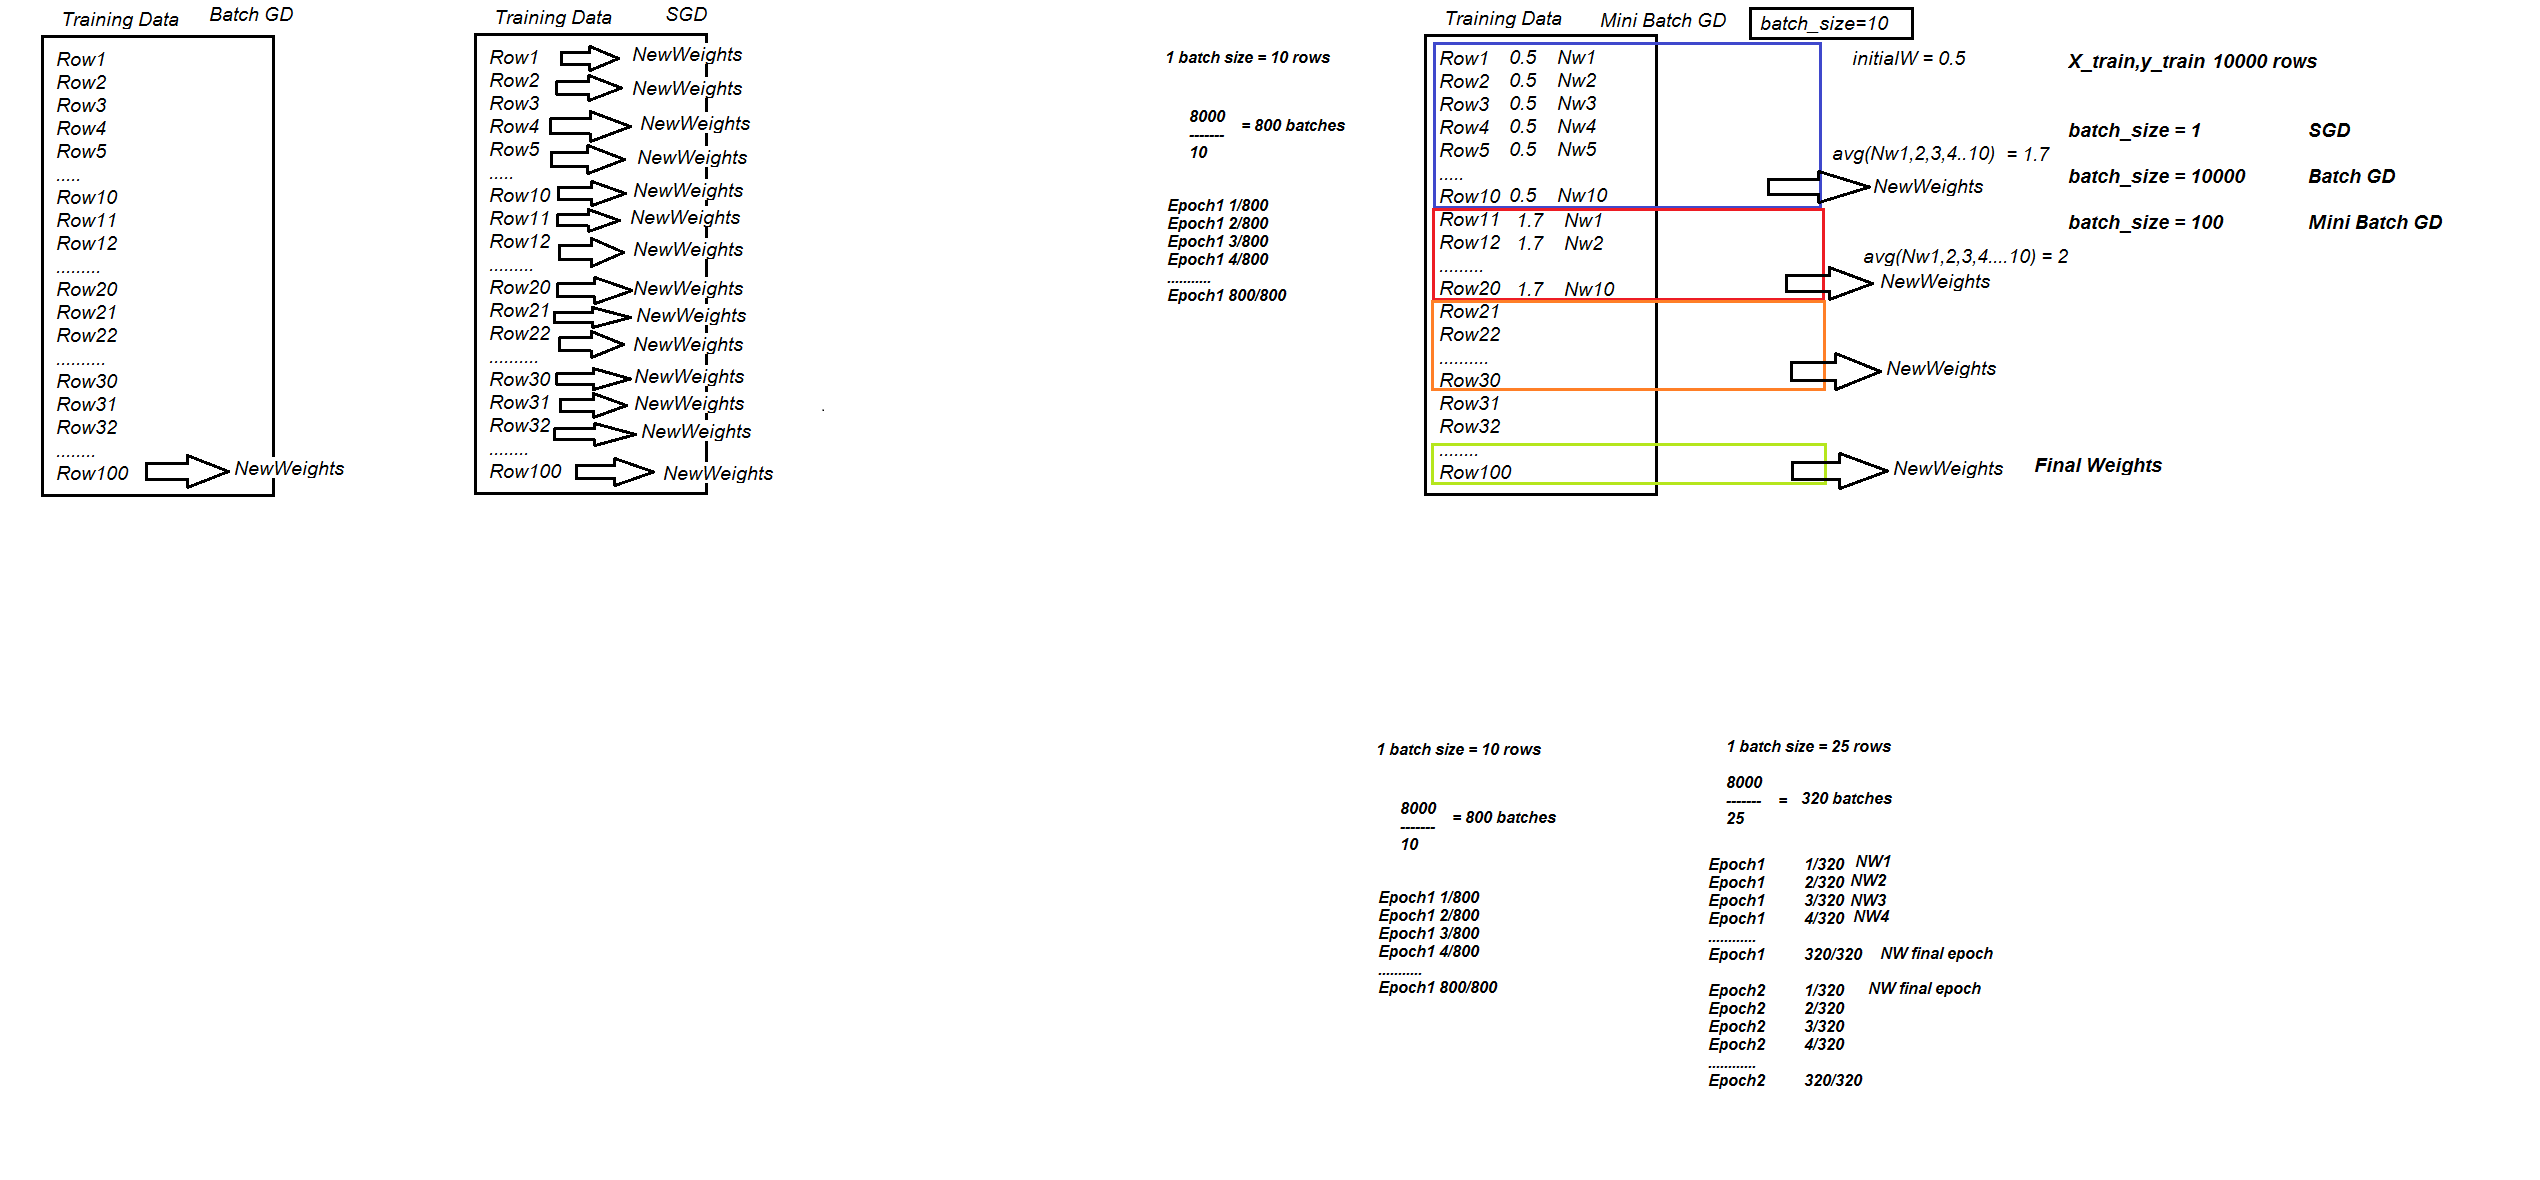 Training Data Batch GD
Row1
Row2
Row3
Row4
Row5
.....
Row10
Row11
Row12
.........
Row20
Row21
Row22
..........
Row30
Row31
Row32
........
Row100 NewWeights
Training Data SGD
Row1 NewWeights
Row2 NewWeights
Row3
Row4 NewWeights
Row5 NewWeights
.....
Row10 NewWeights
Row11 NewWeights
Row12 NewWeights
.........
Row20 NewWeights
Row21 NewWeights
Row22 NewWeights
..........
Row30 NewWeights
Row31 NewWeights
Row32 NewWeights
........
Row100 NewWeights
1 batch size = 10 rows
8000
-------
10
= 800 batches
Epoch1 1/800
Epoch1 2/800
Epoch1 3/800
Epoch1 4/800
...........
Epoch1 800/800
Training Data Mini Batch GD batch_size=10
Row1 0.5 Nw1
Row2 0.5 Nw2
Row3 0.5 Nw3
Row4 0.5 Nw4
Row5 0.5 Nw5
.....
Row10 0.5 Nw10
Row11 1.7 Nw1
Row12 1.7 Nw2
.........
Row20 1.7 Nw10
Row21
Row22
..........
Row30
Row31
Row32
........
Row100
initialW = 0.5
avg(Nw1,2,3,4..10) = 1.7
NewWeights
avg(Nw1,2,3,4....10) = 2
NewWeights
NewWeights
NewWeights Final Weights
X_train,y_train 10000 rows
batch_size = 1 SGD
batch_size = 10000 Batch GD
batch_size = 100 Mini Batch GD
1 batch size = 10 rows
8000
-------
10
= 800 batches
Epoch1 1/800
Epoch1 2/800
Epoch1 3/800
Epoch1 4/800
...........
Epoch1 800/800
1 batch size = 25 rows
8000
-------
25
= 320 batches
Epoch1 1/320 NW1
Epoch1 2/320 NW2
Epoch1 3/320 NW3
Epoch1 4/320 NW4
............
Epoch1 320/320 NW final epoch
Epoch2 1/320 NW final epoch
Epoch2 2/320
Epoch2 3/320
Epoch2 4/320
............
Epoch2 320/320